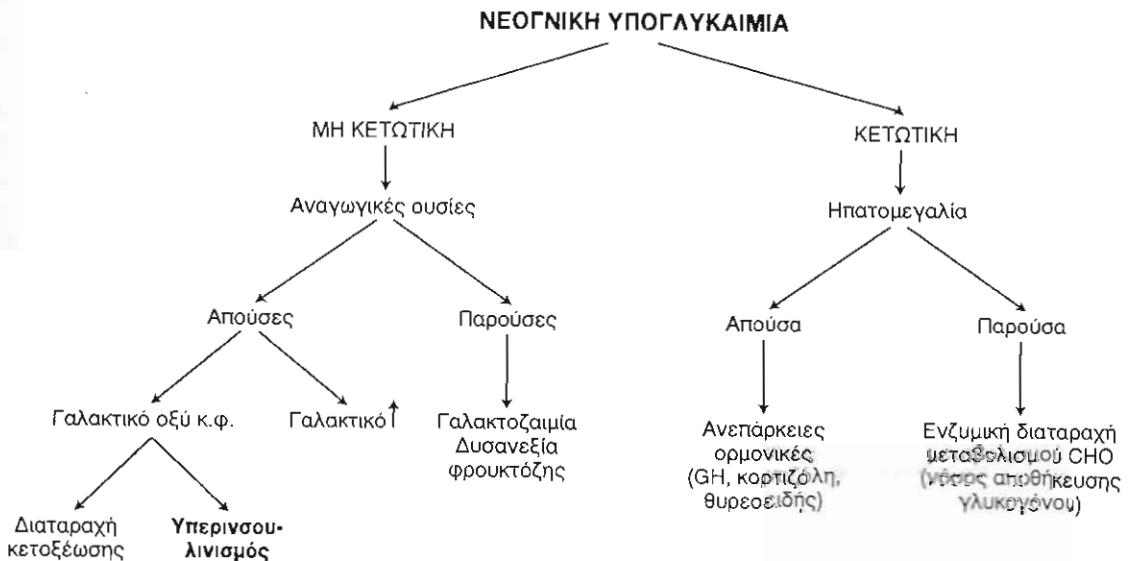 ΝΕΟΓΝΙΚΗ ΥΠΟΓΛΥΚΑΙΜΙΑ
ΜΗ ΚΕΤΩΤΙΚΗ
ΚΕΤΩΤΙΚΗ
Αναγωγικές ουσίες
Ηπατομεγαλία
Απούσες
Παρούσες
Απούσα
Παρούσα
Γαλακτικό οξύ κ.φ.
Γαλακτικό ↑
Γαλακτοζαιμία
Δυσανεξία
φρουκτόζης
Ανεπάρκειες
ορμονικές
(GH, κορτιζόλη,
θυρεοειδής)
Ενζυμική διαταραχή
μεταβολισμού CHO
(νόσος αποθήκευσης
γλυκογόνου)
Διαταραχή
κετοξέωσης
Υπερινσου-
λινισμός